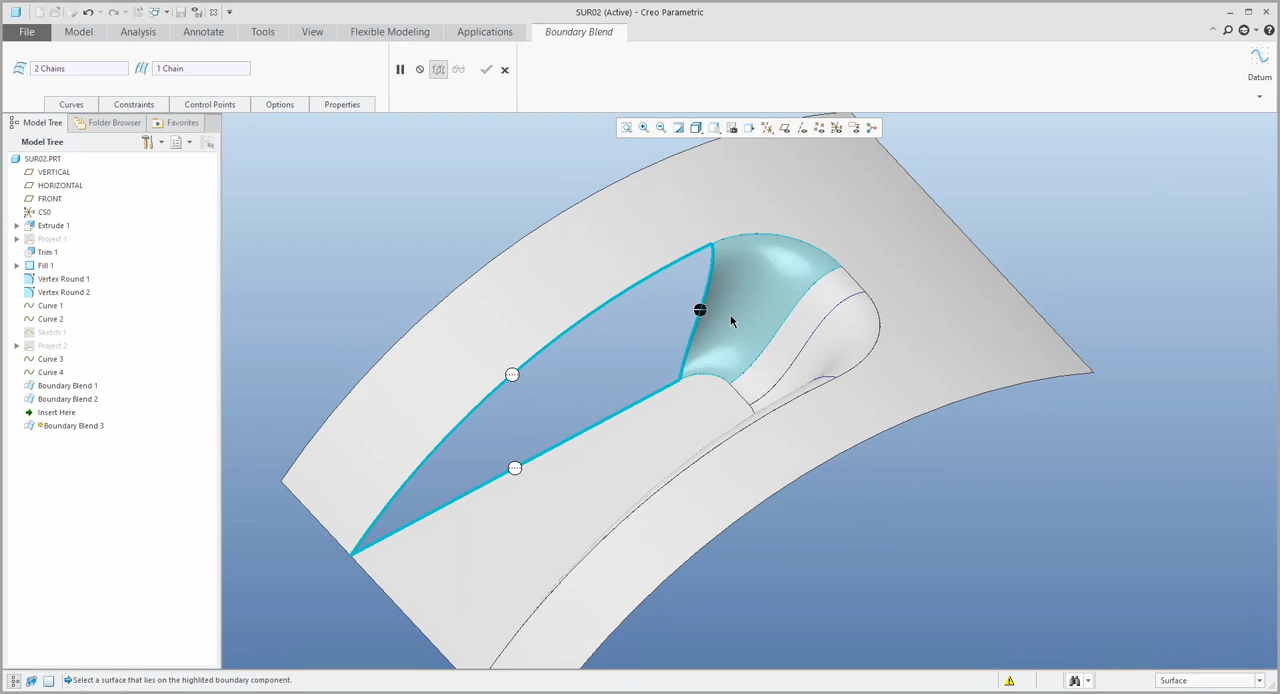 SUR02 (Active) - Creo Parametric
File Model Analysis Annotate Tools View Flexible Modeling Applications Boundary Blend
2 Chains 1 Chain
Datum
Curves Constraints Control Points Options Properties
Model Tree Folder Browser Favorites
Model Tree
SUR02.PRT
VERTICAL
HORIZONTAL
FRONT
CS0
Extrude 1
Project 1
Trim 1
Fill 1
Vertex Round 1
Vertex Round 2
Curve 1
Curve 2
Sketch 1
Project 2
Curve 3
Curve 4
Boundary Blend 1
Boundary Blend 2
Insert Here
Boundary Blend 3
Select a surface that lies on the highlited boundary component.
Surface